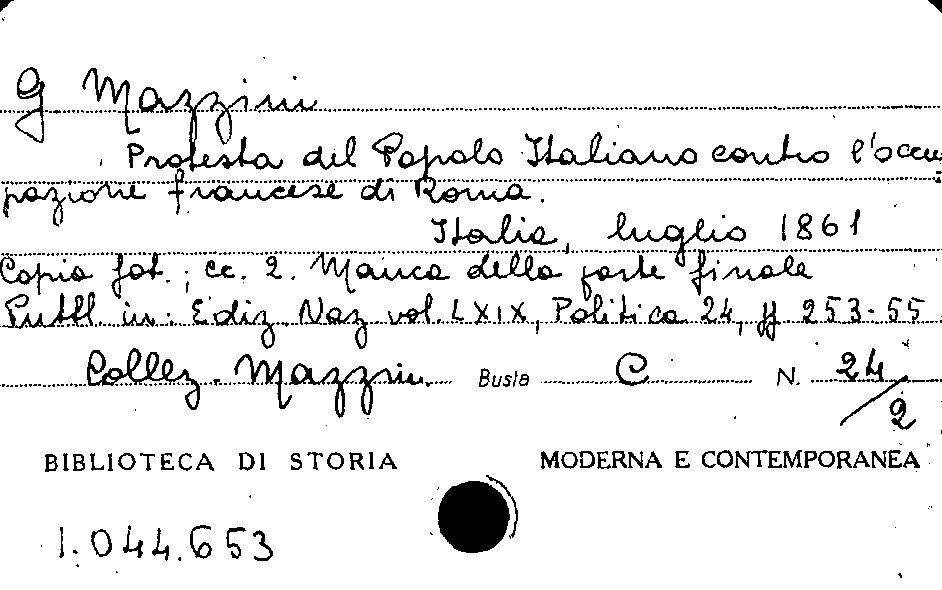 G Mazzini
Protesta del Popolo Italiano contro l'occu
pazione francese di Roma.
Italia, luglio 1861
Copia fot.; cc. 2. Manca della parte finale
Pubbl. in: Ediz. Naz vol. LXIX, Politica 24, pp 253-55
Collez. Mazzini. Busta C N. 24/2
BIBLIOTECA DI STORIA MODERNA E CONTEMPORANEA
1.044.653